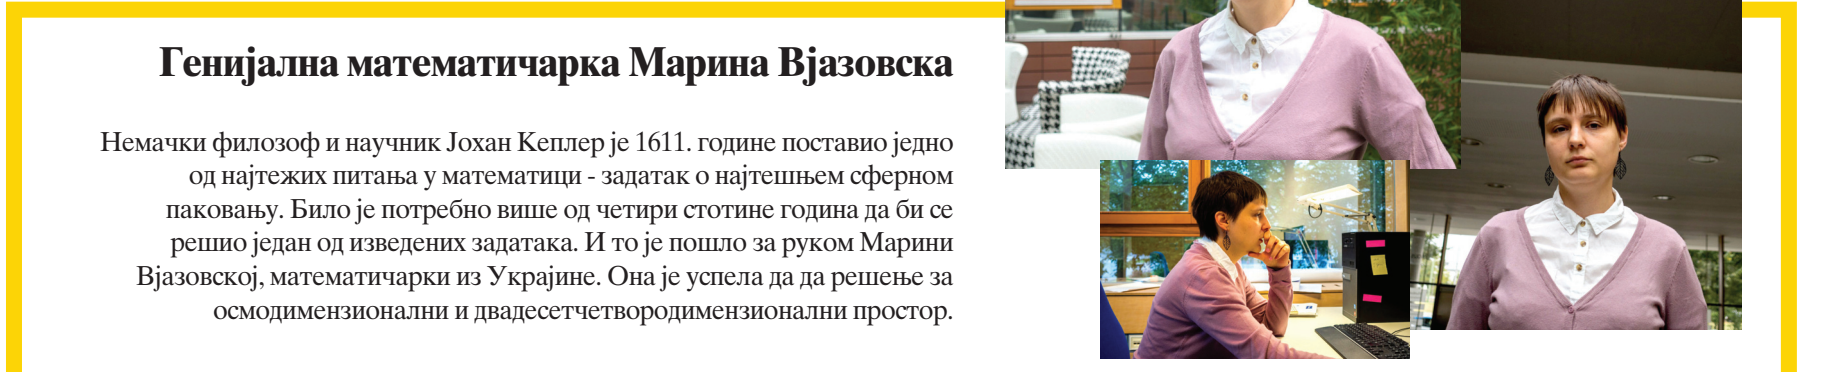 Генијална математичарка Марина Вјазовска
Немачки филозоф и научник Јохан Кеплер је 1611. године поставио једно
од најтежих питања у математици - задатак о најтешњем сферном
паковању. Било је потребно више од четири стотине година да би се
решио један од изведених задатака. И то је пошло за руком Марини
Вјазовској, математичарки из Украјине. Она је успела да да решење за
осмодимензионални и двадесетчетвородимензионални простор.